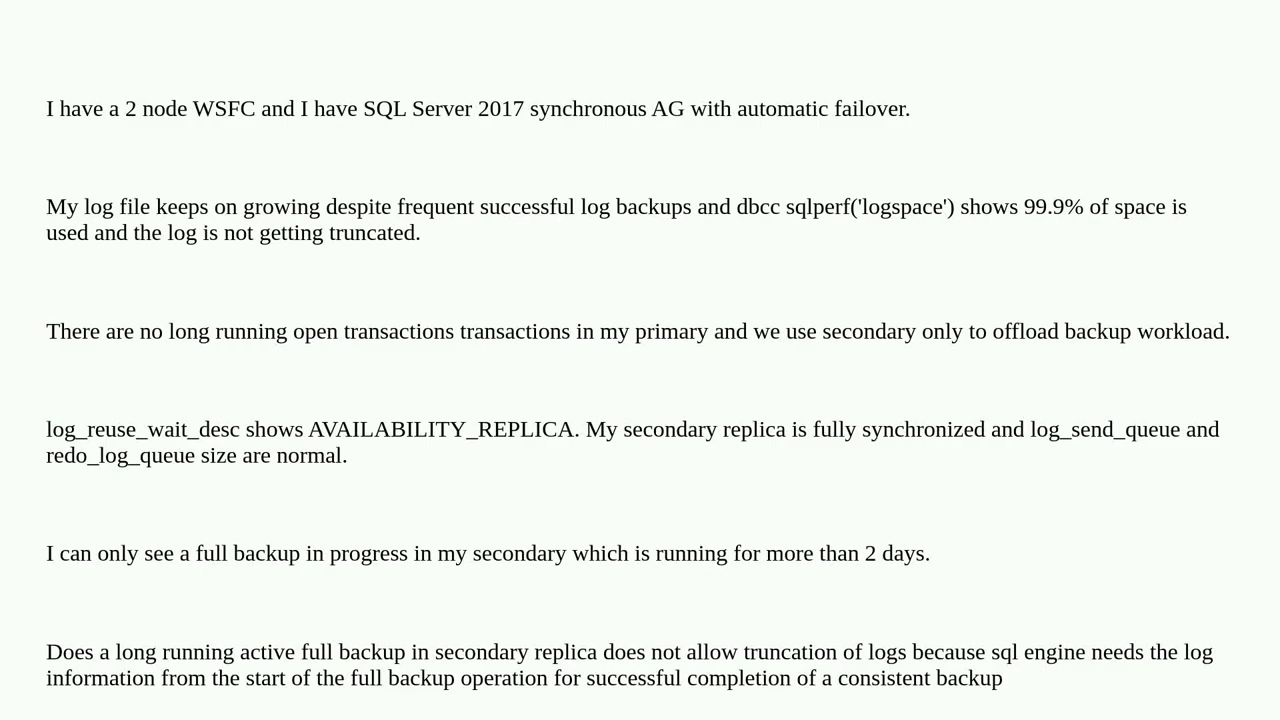 I have a 2 node WSFC and I have SQL Server 2017 synchronous AG with automatic failover.
My log file keeps on growing despite frequent successful log backups and dbcc sqlperf('logspace') shows 99.9% of space is
used and the log is not getting truncated.
There are no long running open transactions transactions in my primary and we use secondary only to offload backup workload.
log_reuse_wait_desc shows AVAILABILITY_REPLICA. My secondary replica is fully synchronized and log_send_queue and
redo_log_queue size are normal.
I can only see a full backup in progress in my secondary which is running for more than 2 days.
Does a long running active full backup in secondary replica does not allow truncation of logs because sql engine needs the log
information from the start of the full backup operation for successful completion of a consistent backup